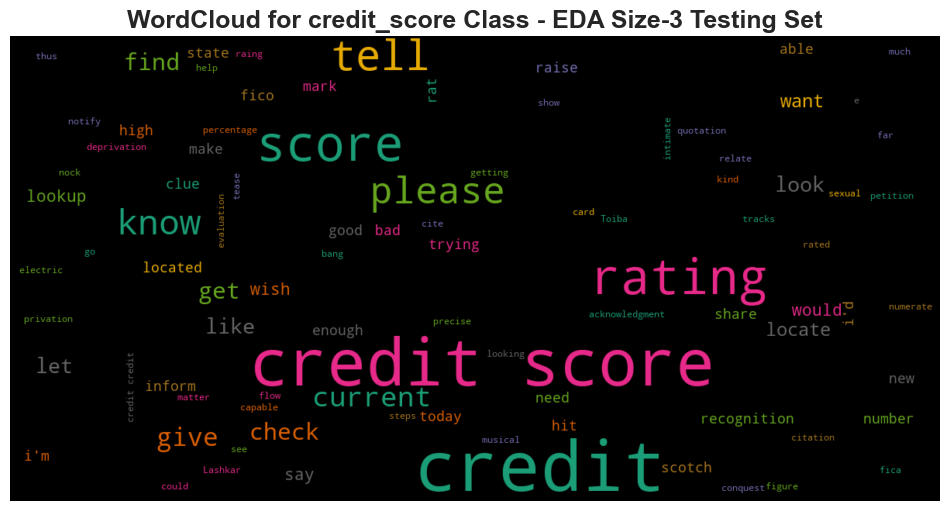 WordCloud for credit_score Class - EDA Size-3 Testing Set
thus
find
state
raing
help
tell
raise
able
much
fico
mark
rat
show
want
e
notify
high
percentage
deprivation
make
score
intimate
quotation
far
relate
nock
lookup
clue
tease
getting
please
kind
look
sexual
petition
know
evaluation
good
bad
cite
trying
card
Toiba
tracks
rated
go
electric
located
bang
get
wish
rating
privation
like
enough
precise
acknowledgment
share
would
i'd
numerate
locate
let
credit credit
credit score
looking
new
inform
matter
flow
capable
current
steps
today
need
hit
recognition
number
citation
give
check
see
musical
i'm
Lashkar
could
say
credit
scotch
conquest
figure
fica